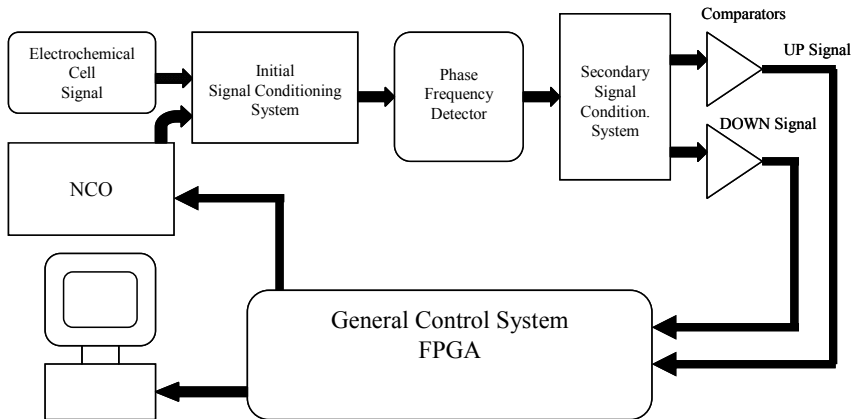 Comparators
UP Signal
Electrochemical
Cell
Signal
Initial
Signal Conditioning
System
Phase
Frequency
Detector
Secondary
Signal
Condition.
System
DOWN Signal
NCO
General Control System
FPGA